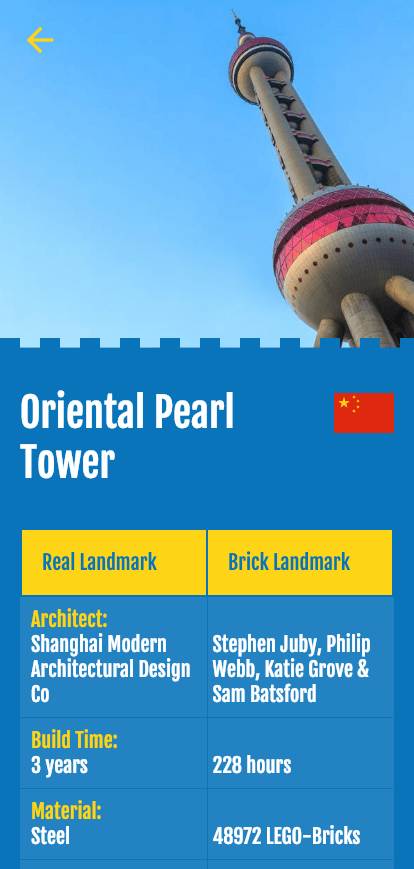 Oriental Pearl
Tower
Real Landmark
Brick Landmark
Architect:
Shanghai Modern
Architectural Design
Co
Stephen Juby, Philip
Webb, Katie Grove &
Sam Batsford
Build Time:
3 years
228 hours
Material:
Steel
48972 LEGO-Bricks